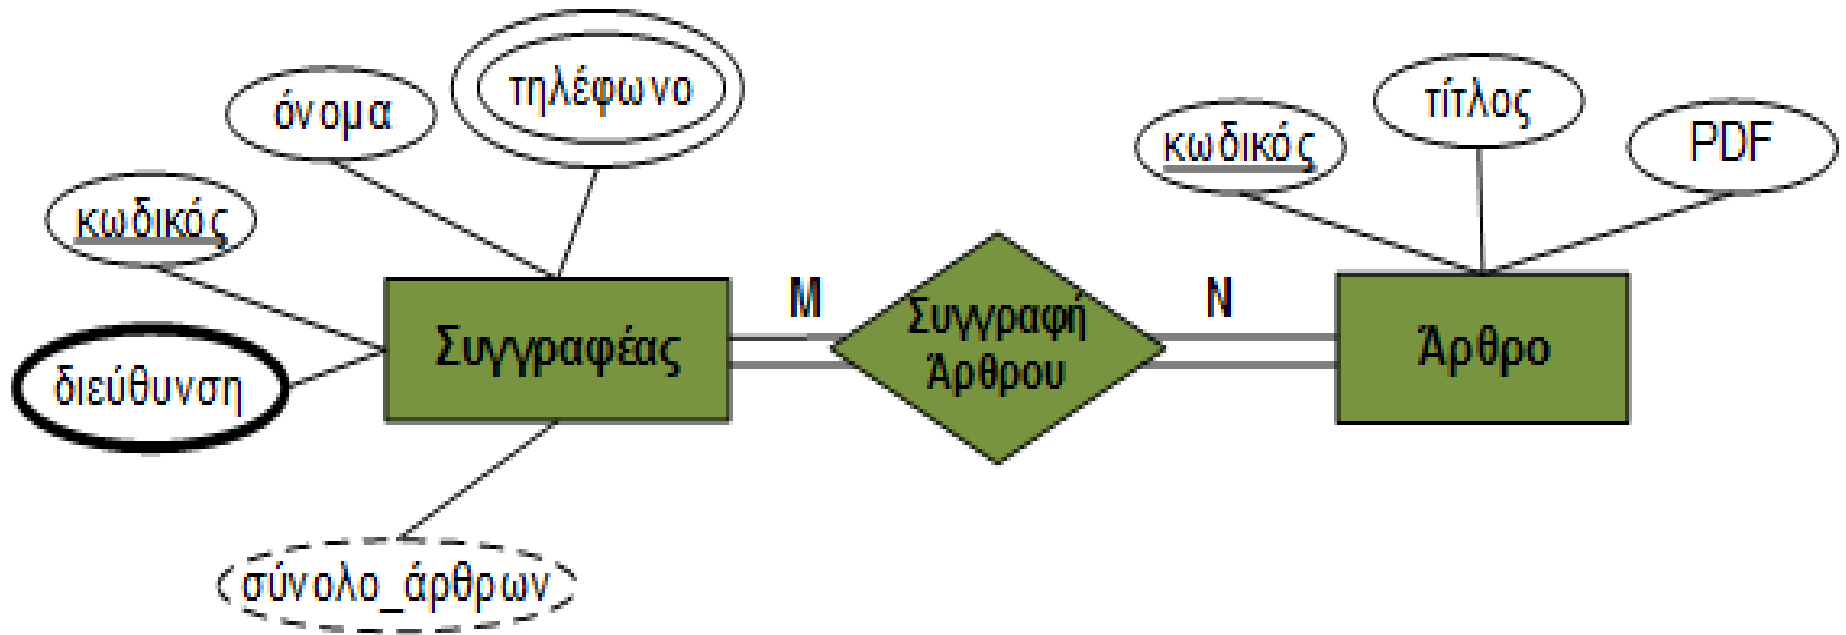 τηλέφωνο
όνομα
τίτλος
κωδικός
PDF
κωδικός
M
N
Συγγραφέας
Συγγραφή
Άρθρου
Άρθρο
διεύθυνση
σύνολο_άρθρων